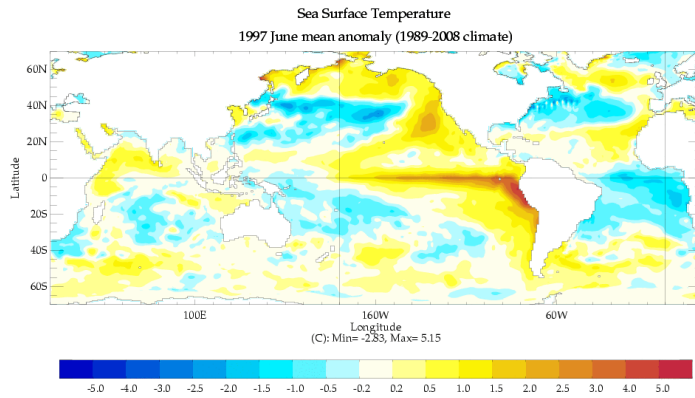 Sea Surface Temperature
1997 June mean anomaly (1989-2008 climate)
60N
40N
20N
0
20S
40S
60S
Latitude
100E
160W
60W
Longitude
(C): Min= -2.83, Max= 5.15
-5.0 -4.0 -3.0 -2.5 -2.0 -1.5 -1.0 -0.5 -0.2 0.2 0.5 1.0 1.5 2.0 2.5 3.0 4.0 5.0